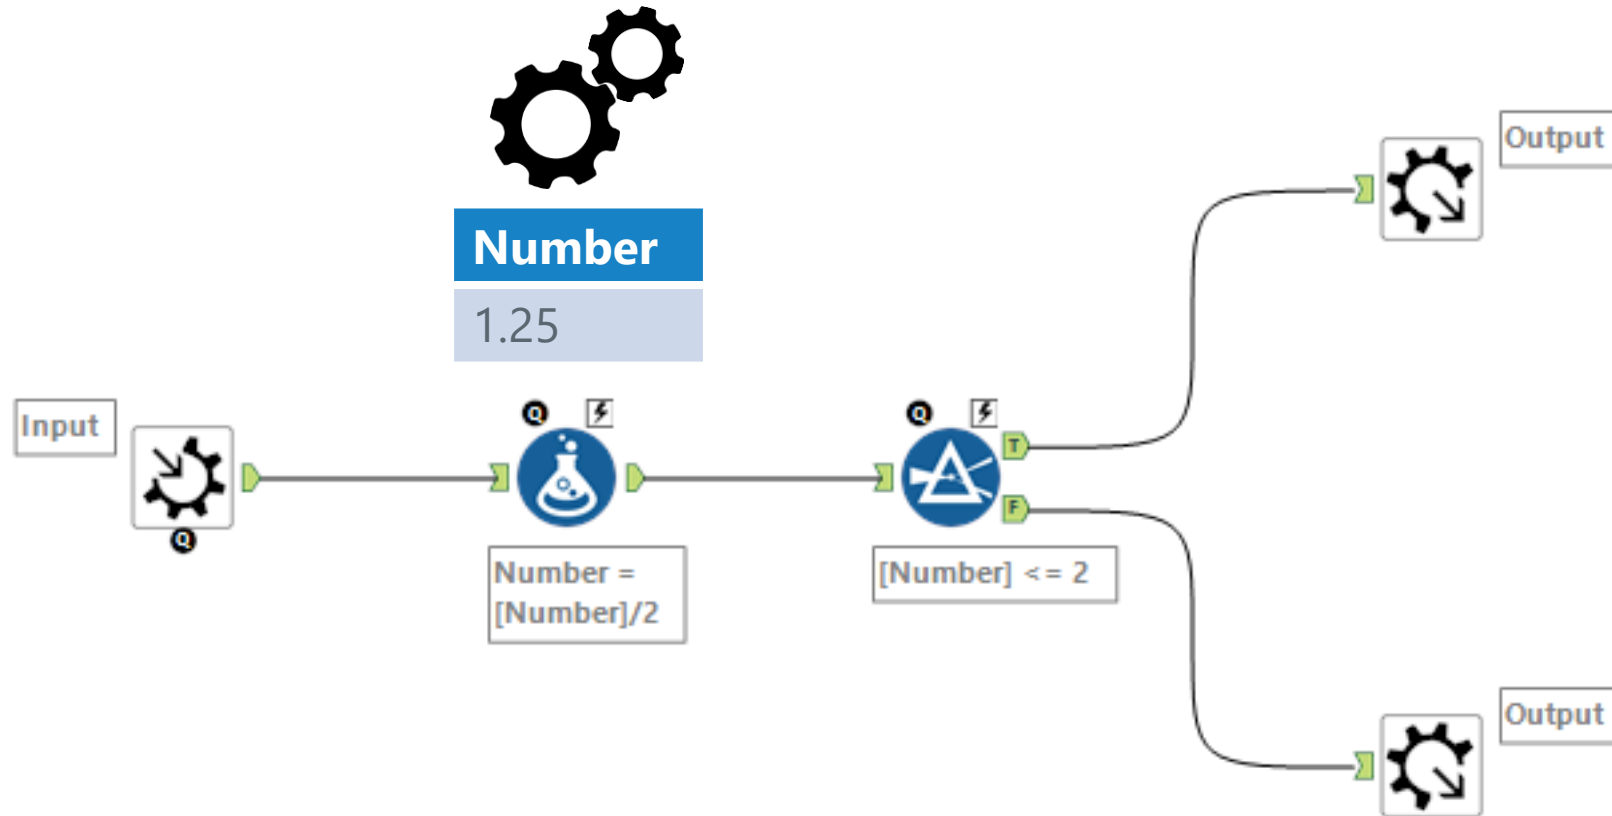 Number
1.25
Input
Q
Q
Q
T
F
Number =
[Number]/2
[Number] <= 2
Output
Output